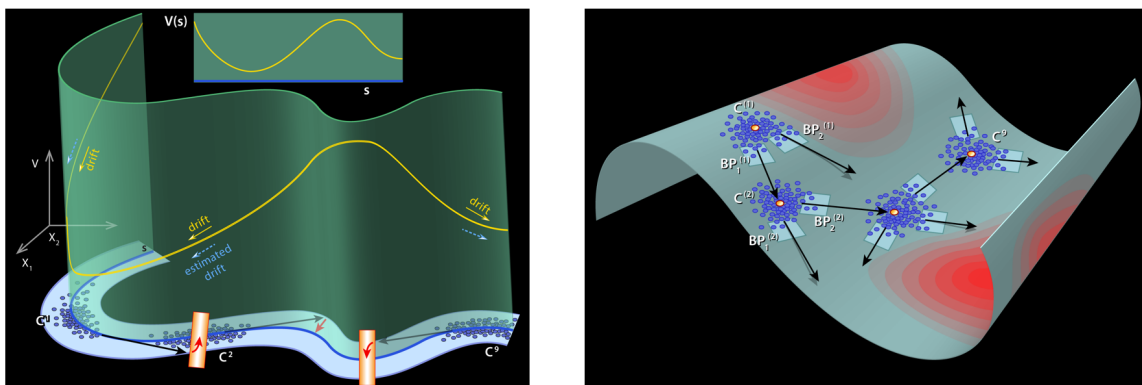 V(s)
s
V
X₂
X₁
drift
s
drift
estimated
drift
drift
C²
C⁹
C⁽¹⁾
BP₂⁽¹⁾
BP₁⁽¹⁾
C⁽²⁾
BP₂⁽²⁾
BP₁⁽²⁾
C⁹